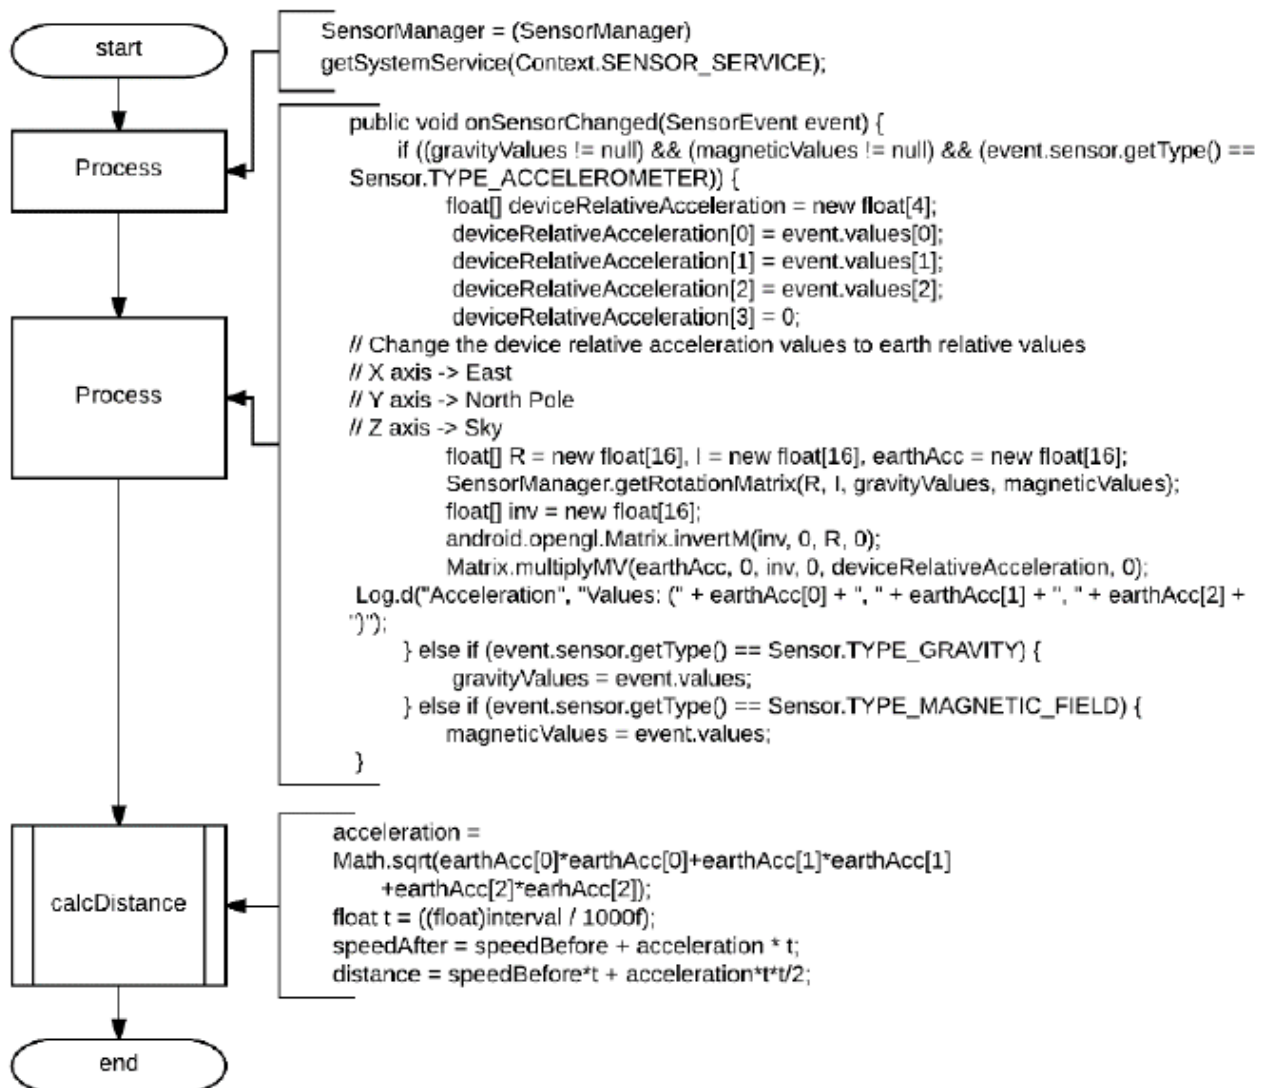 start
SensorManager = (SensorManager)
getSystemService(Context.SENSOR_SERVICE);
Process
public void onSensorChanged(SensorEvent event) {
if ((gravityValues != null) && (magneticValues != null) && (event.sensor.getType() ==
Sensor.TYPE_ACCELEROMETER)) {
float[] deviceRelativeAcceleration = new float[4];
deviceRelativeAcceleration[0] = event.values[0];
deviceRelativeAcceleration[1] = event.values[1];
deviceRelativeAcceleration[2] = event.values[2];
deviceRelativeAcceleration[3] = 0;
// Change the device relative acceleration values to earth relative values
// X axis -> East
// Y axis -> North Pole
// Z axis -> Sky
float[] R = new float[16], I = new float[16], earthAcc = new float[16];
SensorManager.getRotationMatrix(R, I, gravityValues, magneticValues);
float[] inv = new float[16];
android.opengl.Matrix.invertM(inv, 0, R, 0);
Matrix.multiplyMV(earthAcc, 0, inv, 0, deviceRelativeAcceleration, 0);
Log.d("Acceleration", "Values: (" + earthAcc[0] + ", " + earthAcc[1] + ", " + earthAcc[2] +
")");
} else if (event.sensor.getType() == Sensor.TYPE_GRAVITY) {
gravityValues = event.values;
} else if (event.sensor.getType() == Sensor.TYPE_MAGNETIC_FIELD) {
magneticValues = event.values;
}
Process
calcDistance
acceleration =
Math.sqrt(earthAcc[0]*earthAcc[0]+earthAcc[1]*earthAcc[1]
+earthAcc[2]*earhAcc[2]);
float t = ((float)interval / 1000f);
speedAfter = speedBefore + acceleration * t;
distance = speedBefore*t + acceleration*t*t/2;
end